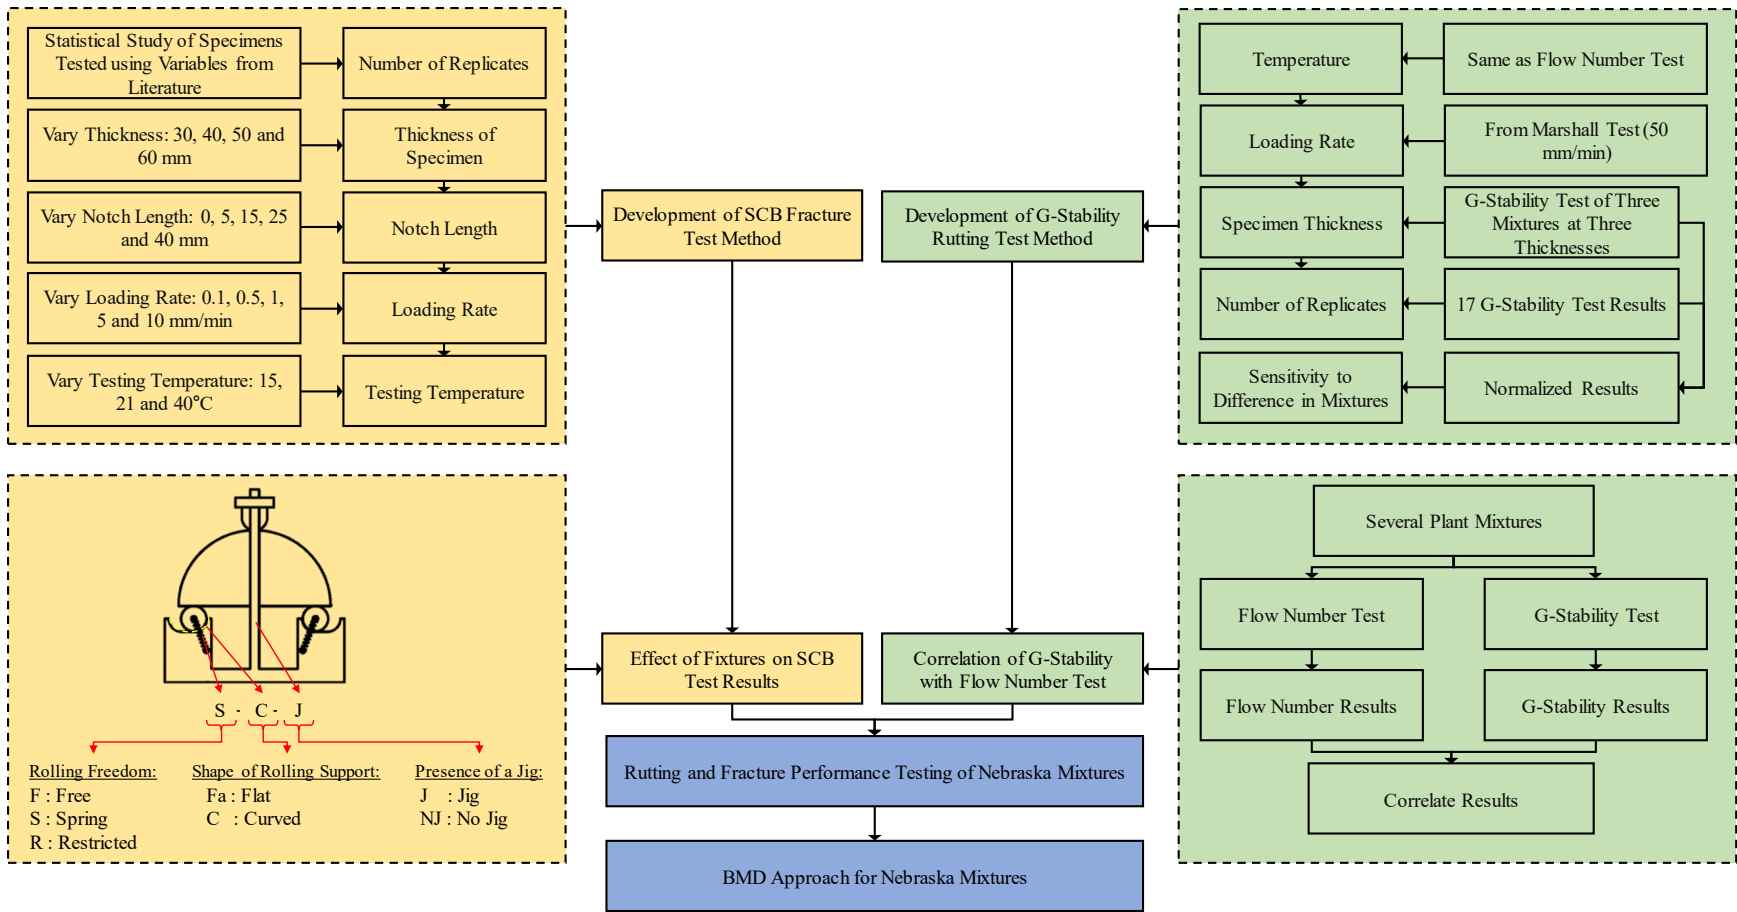 Statistical Study of Specimens
Tested using Variables from
Literature
Number of Replicates
Vary Thickness: 30, 40, 50 and
60 mm
Thickness of
Specimen
Vary Notch Length: 0, 5, 15, 25
and 40 mm
Notch Length
Vary Loading Rate: 0.1, 0.5, 1,
5 and 10 mm/min
Loading Rate
Vary Testing Temperature: 15,
21 and 40°C
Testing Temperature
Development of SCB Fracture
Test Method
Development of G-Stability
Rutting Test Method
Temperature
Same as Flow Number Test
Loading Rate
From Marshall Test (50
mm/min)
Specimen Thickness
G-Stability Test of Three
Mixtures at Three
Thicknesses
Number of Replicates
17 G-Stability Test Results
Sensitivity to
Difference in Mixtures
Normalized Results
S - C - J
Rolling Freedom:
F : Free
S : Spring
R : Restricted
Shape of Rolling Support:
Fa : Flat
C : Curved
Presence of a Jig:
J : Jig
NJ : No Jig
Effect of Fixtures on SCB
Test Results
Correlation of G-Stability
with Flow Number Test
Several Plant Mixtures
Flow Number Test
G-Stability Test
Flow Number Results
G-Stability Results
Correlate Results
Rutting and Fracture Performance Testing of Nebraska Mixtures
BMD Approach for Nebraska Mixtures